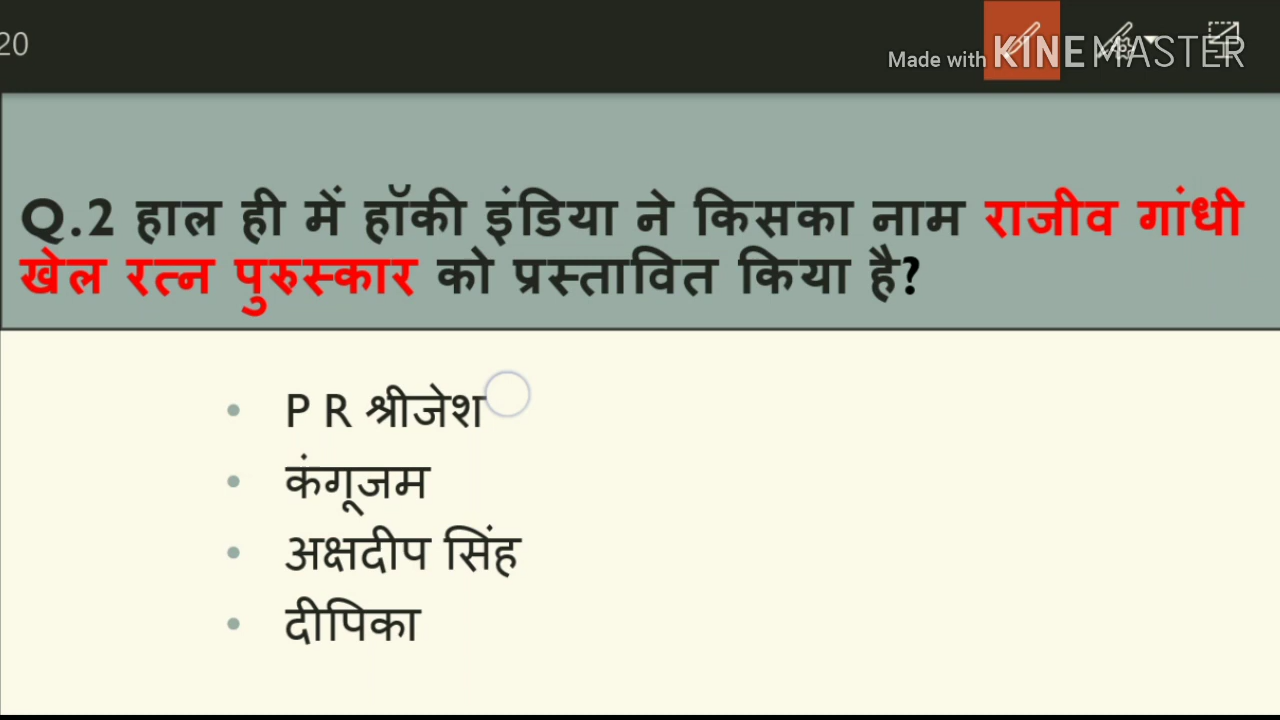 20
Made with KINEMASTER
Q.2 हाल ही में हॉकी इंडिया ने किसका नाम राजीव गांधी
खेल रत्न पुरुस्कार को प्रस्तावित किया है?
P R श्रीजेश
कंगूजम
अक्षदीप सिंह
दीपिका